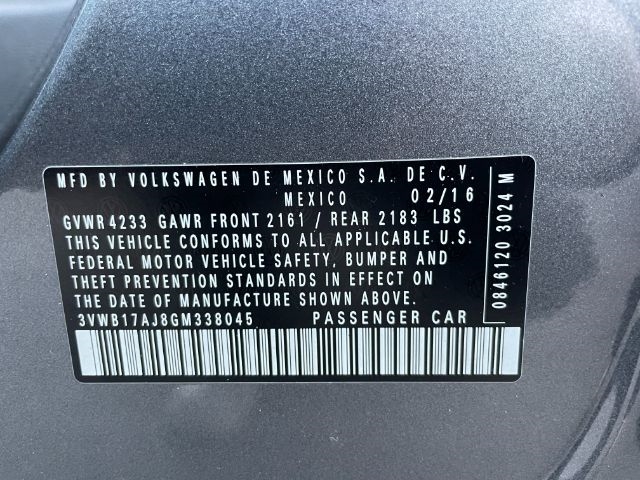 MFD BY VOLKSWAGEN DE MEXICO S.A. DE C.V.
MEXICO 02/16
GVWR 4233 GAWR FRONT 2161 / REAR 2183 LBS
THIS VEHICLE CONFORMS TO ALL APPLICABLE U.S.
FEDERAL MOTOR VEHICLE SAFETY, BUMPER AND
THEFT PREVENTION STANDARDS IN EFFECT ON
THE DATE OF MANUFACTURE SHOWN ABOVE.
3VWB17AJ8GM338045 PASSENGER CAR
0846120 3024 M